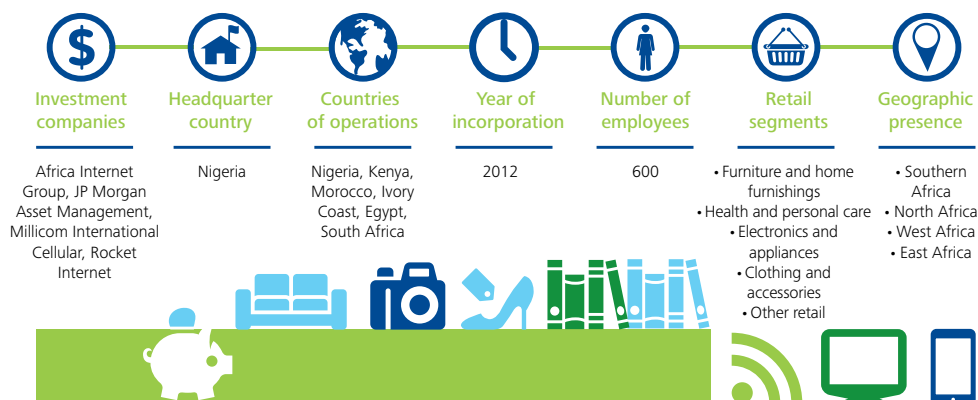 $
Investment
companies
Africa Internet
Group, JP Morgan
Asset Management,
Millicom International
Cellular, Rocket
Internet
Headquarter
country
Nigeria
Countries
of operations
Nigeria, Kenya,
Morocco, Ivory
Coast, Egypt,
South Africa
Year of
incorporation
2012
Number of
employees
600
Retail
segments
• Furniture and home
furnishings
• Health and personal care
• Electronics and
appliances
• Clothing and
accessories
• Other retail
Geographic
presence
• Southern
Africa
• North Africa
• West Africa
• East Africa